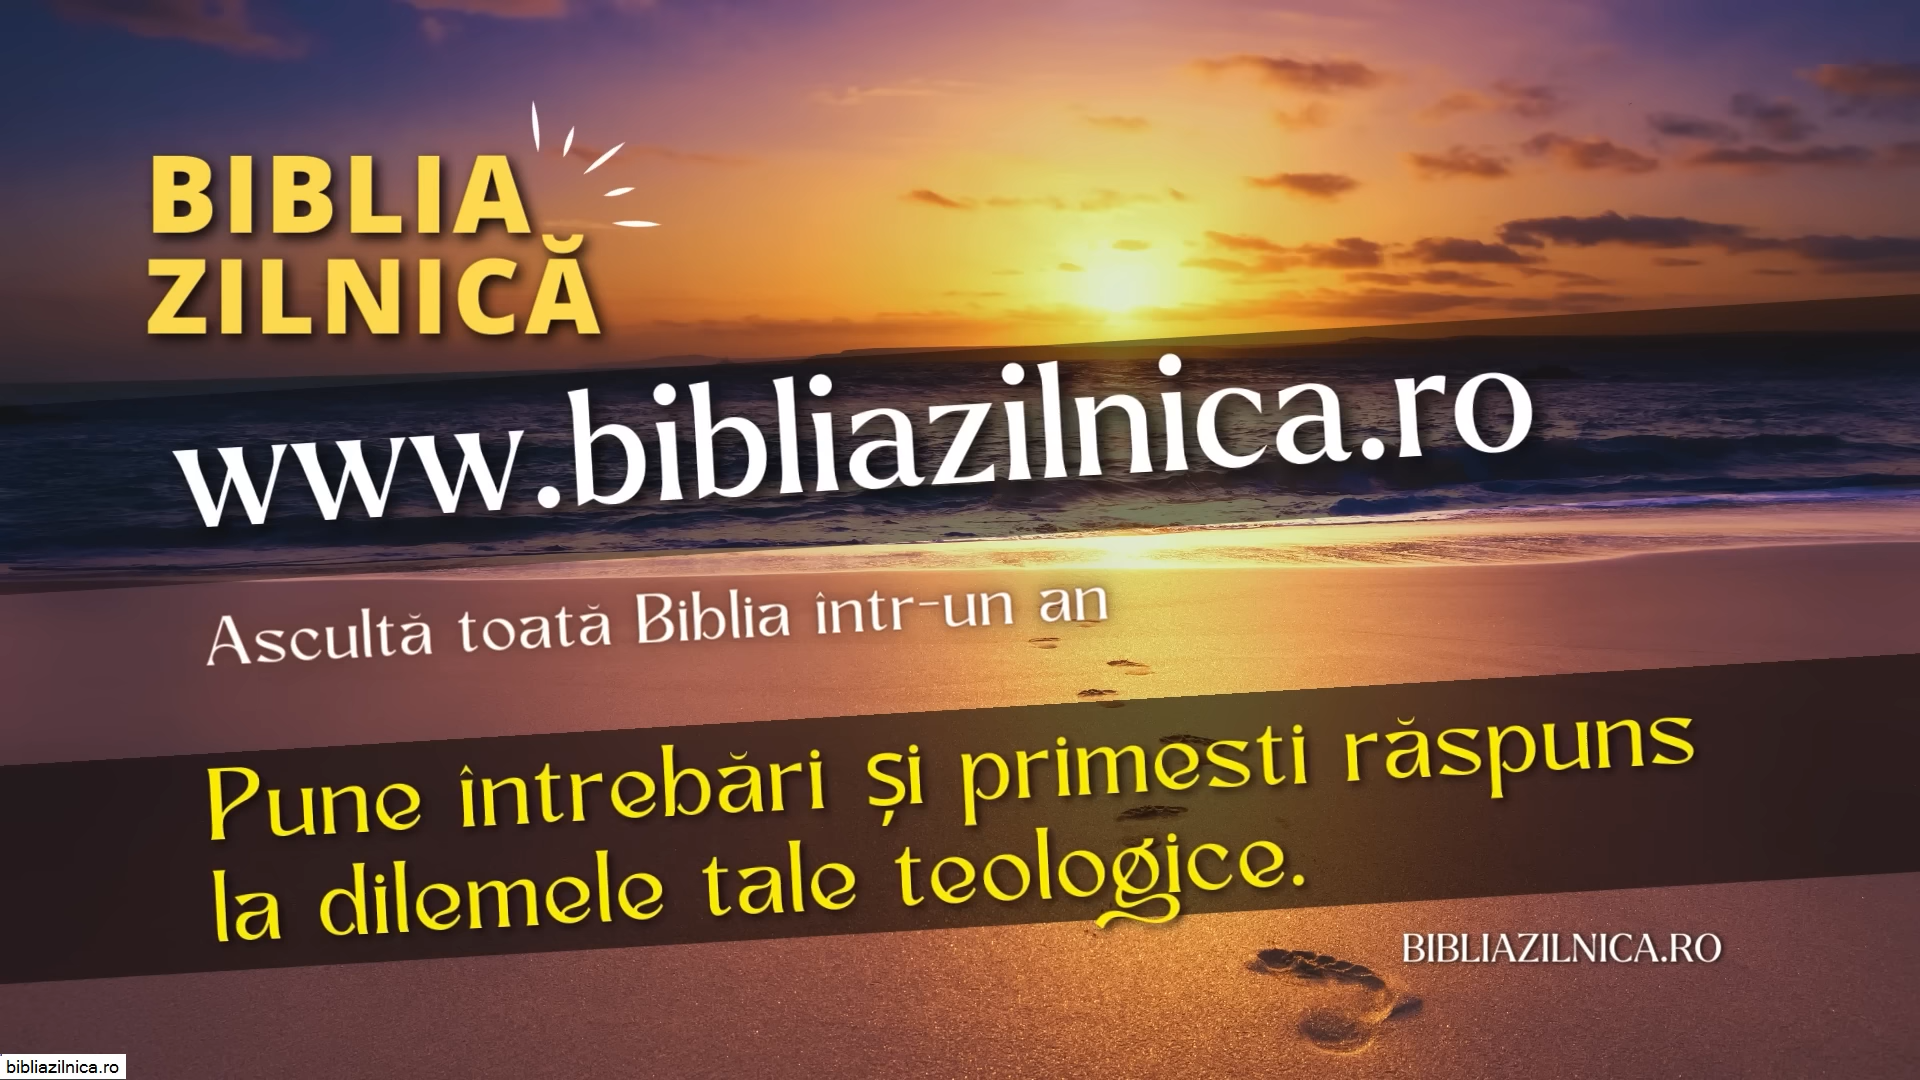 BIBLIA
ZILNICĂ
www.bibliazilnica.ro
Ascultă toată Biblia într-un an
Pune întrebări și primesti răspuns
la dilemele tale teologice.
BIBLIAZILNICA.RO
bibliazilnica.ro